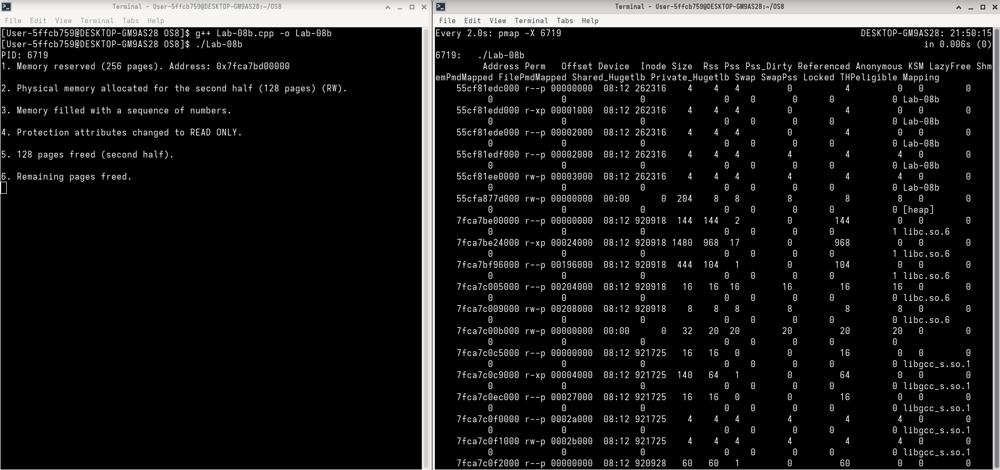 Terminal - User-5ffcb759@DESKTOP-GM9AS28:~/OS8
File Edit View Terminal Tabs Help
[User-5ffcb759@DESKTOP-GM9AS28 OS8]$ g++ Lab-08b.cpp -o Lab-08b
[User-5ffcb759@DESKTOP-GM9AS28 OS8]$ ./Lab-08b
PID: 6719
1. Memory reserved (256 pages). Address: 0x7fca7bd00000
2. Physical memory allocated for the second half (128 pages) (RW).
3. Memory filled with a sequence of numbers.
4. Protection attributes changed to READ ONLY.
5. 128 pages freed (second half).
6. Remaining pages freed.
Terminal - User-5ffcb759@DESKTOP-GM9AS28:~/OS8
File Edit View Terminal Tabs Help
Every 2.0s: pmap -X 6719 DESKTOP-GM9AS28: 21:50:15
in 0.006s (0)
6719: ./Lab-08b
Address Perm Offset Device Inode Size Rss Pss Pss_Dirty Referenced Anonymous KSM LazyFree Shm
emPmdMapped FilePmdMapped Shared_Hugetlb Private_Hugetlb Swap SwapPss Locked THPeligible Mapping
55cf81edc000 r--p 00000000 08:12 262316 4 4 4 0 4 0 0 0
0 0 0 0 0 0 0 0 Lab-08b
55cf81edd000 r-xp 00001000 08:12 262316 4 4 4 0 4 0 0 0
0 0 0 0 0 0 0 0 Lab-08b
55cf81ede000 r--p 00002000 08:12 262316 4 4 4 0 4 0 0 0
0 0 0 0 0 0 0 0 Lab-08b
55cf81edf000 r--p 00002000 08:12 262316 4 4 4 4 4 4 0 0
0 0 0 0 0 0 0 0 Lab-08b
55cf81ee0000 rw-p 00003000 08:12 262316 4 4 4 4 4 4 0 0
0 0 0 0 0 0 0 0 Lab-08b
55cfa877d000 rw-p 00000000 00:00 0 204 8 8 8 8 8 0 0
0 0 0 0 0 0 0 0 [heap]
7fca7be00000 r--p 00000000 08:12 920918 144 144 2 0 144 0 0 0
0 0 0 0 0 0 0 1 libc.so.6
7fca7be24000 r-xp 00024000 08:12 920918 1480 968 17 0 968 0 0 0
0 0 0 0 0 0 0 1 libc.so.6
7fca7bf96000 r--p 00196000 08:12 920918 444 104 1 0 104 0 0 0
0 0 0 0 0 0 0 1 libc.so.6
7fca7c005000 r--p 00204000 08:12 920918 16 16 16 16 16 16 0 0
0 0 0 0 0 0 0 0 libc.so.6
7fca7c009000 rw-p 00208000 08:12 920918 8 8 8 8 8 8 0 0
0 0 0 0 0 0 0 0 libc.so.6
7fca7c00b000 rw-p 00000000 00:00 0 32 20 20 20 20 20 0 0
0 0 0 0 0 0 0 0
7fca7c0c5000 r--p 00000000 08:12 921725 16 16 0 0 16 0 0 0
0 0 0 0 0 0 0 0 libgcc_s.so.1
7fca7c0c9000 r-xp 00004000 08:12 921725 140 64 1 0 64 0 0 0
0 0 0 0 0 0 0 0 libgcc_s.so.1
7fca7c0ec000 r--p 00027000 08:12 921725 16 16 0 0 16 0 0 0
0 0 0 0 0 0 0 0 libgcc_s.so.1
7fca7c0f0000 r--p 0002a000 08:12 921725 4 4 4 4 4 4 0 0
0 0 0 0 0 0 0 0 libgcc_s.so.1
7fca7c0f1000 rw-p 0002b000 08:12 921725 4 4 4 4 4 4 0 0
0 0 0 0 0 0 0 0 libgcc_s.so.1
7fca7c0f2000 r--p 00000000 08:12 920928 60 60 1 0 60 0 0 0